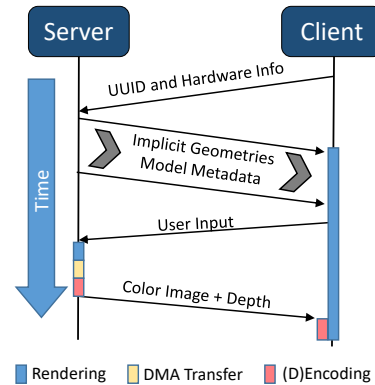 Server
Client
UUID and Hardware Info
Implicit Geometries
Model Metadata
Time
User Input
Color Image + Depth
Rendering
DMA Transfer
(D)Encoding